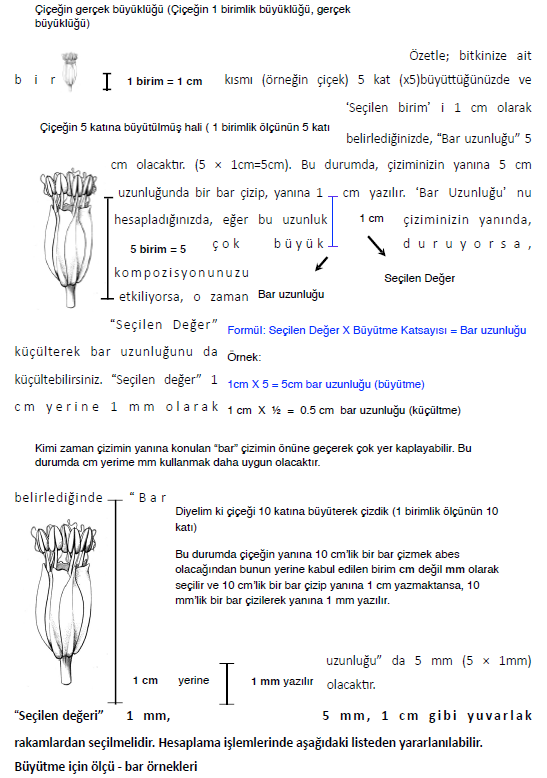 Çiçeğin gerçek büyüklüğü (Çiçeğin 1 birimlik büyüklüğü, gerçek
büyüklüğü)
Özetle; bitkinize ait
bir 1 birim = 1 cm kısmı (örneğin çiçek) 5 kat (x5)büyüttüğünüzde ve
‘Seçilen birim’ i 1 cm olarak
Çiçeğin 5 katına büyütülmüş hali ( 1 birimlik ölçünün 5 katı
belirlediğinizde, “Bar uzunluğu” 5
cm olacaktır. (5 × 1cm=5cm). Bu durumda, çiziminizin yanına 5 cm
uzunluğunda bir bar çizip, yanına 1 cm yazılır. ‘Bar Uzunluğu’ nu
hesapladığınızda, eğer bu uzunluk 1 cm çiziminizin yanında,
5 birim = 5 çok büyük duruyorsa,
kompozisyonunuzu
Seçilen Değer
etkiliyorsa, o zaman Bar uzunluğu
“Seçilen Değer” Formül: Seçilen Değer X Büyütme Katsayısı = Bar uzunluğu
küçülterek bar uzunluğunu da Örnek:
küçültebilirsiniz. “Seçilen değer” 1 1cm X 5 = 5cm bar uzunluğu (büyütme)
cm yerine 1 mm olarak 1 cm X ½ = 0.5 cm bar uzunluğu (küçültme)
Kimi zaman çizimin yanına konulan “bar” çizimin önüne geçerek çok yer kaplayabilir. Bu
durumda cm yerime mm kullanmak daha uygun olacaktır.
belirlediğinde “Bar
Diyelim ki çiçeği 10 katına büyüterek çizdik (1 birimlik ölçünün 10
katı)
Bu durumda çiçeğin yanına 10 cm’lik bir bar çizmek abes
olacağından bunun yerine kabul edilen birim cm değil mm olarak
seçilir ve 10 cm’lik bir bar çizip yanına 1 cm yazmaktansa, 10
mm’lik bir bar çizilerek yanına 1 mm yazılır.
uzunluğu” da 5 mm (5 × 1mm)
1 cm yerine 1 mm yazılır olacaktır.
“Seçilen değeri” 1 mm, 5 mm, 1 cm gibi yuvarlak
rakamlardan seçilmelidir. Hesaplama işlemlerinde aşağıdaki listeden yararlanılabilir.
Büyütme için ölçü - bar örnekleri